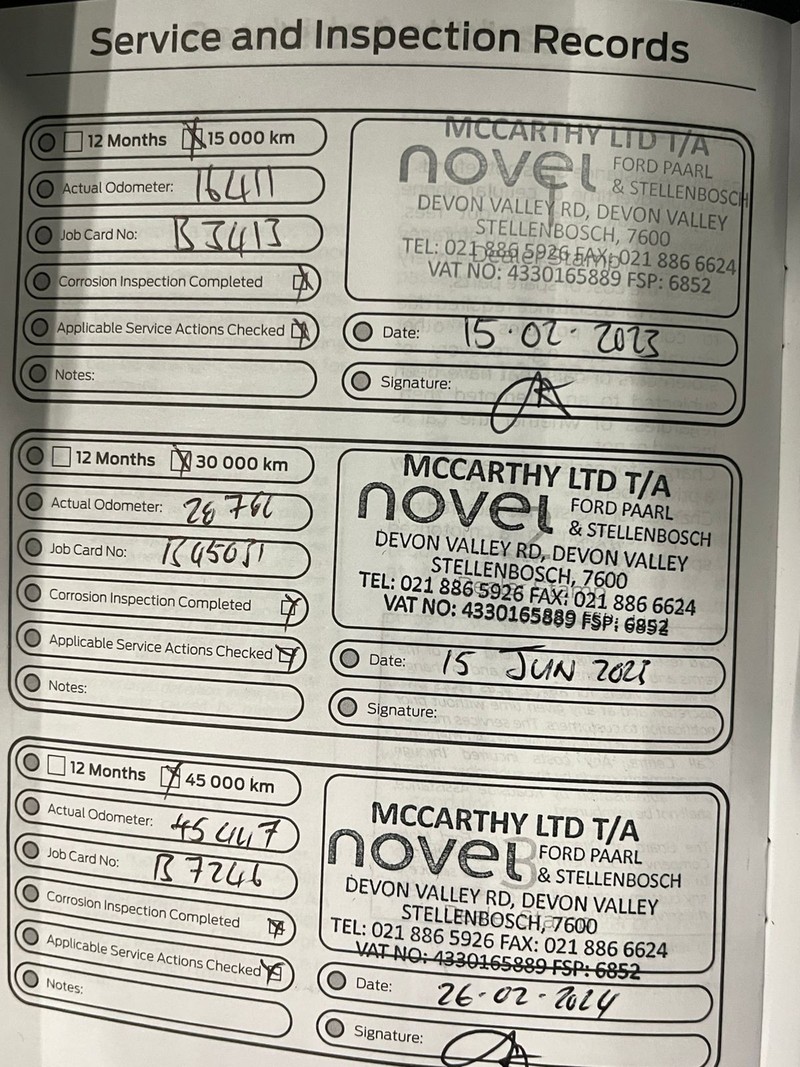 Service and Inspection Records
12 Months 15 000 km
Actual Odometer: 16411
Job Card No: B3413
Corrosion Inspection Completed
Applicable Service Actions Checked
Notes:
MCCARTHY LTD T/A
novel FORD PAARL
& STELLENBOSCH
DEVON VALLEY RD, DEVON VALLEY
STELLENBOSCH, 7600
TEL: 021 886 5926 FAX: 021 886 6624
VAT NO: 4330165889 FSP: 6852
Dealer Stamp
Date: 15.02.2023
Signature:
12 Months 30 000 km
Actual Odometer:
Job Card No:
Corrosion Inspection Completed
Applicable Service Actions Checked
Notes:
MCCARTHY LTD T/A
novel FORD PAARL
& STELLENBOSCH
DEVON VALLEY RD, DEVON VALLEY
STELLENBOSCH, 7600
TEL: 021 886 5926 FAX: 021 886 6624
VAT NO: 4330165889 FSP: 6852
Date: 15 JUN
Signature:
12 Months 45 000 km
Actual Odometer: 45447
Job Card No: B7246
Corrosion Inspection Completed
Applicable Service Actions Checked
Notes:
MCCARTHY LTD T/A
novel FORD PAARL
& STELLENBOSCH
DEVON VALLEY RD, DEVON VALLEY
STELLENBOSCH, 7600
TEL: 021 886 5926 FAX: 021 886 6624
VAT NO: 4330165889 FSP: 6852
Date: 26-02-2024
Signature: